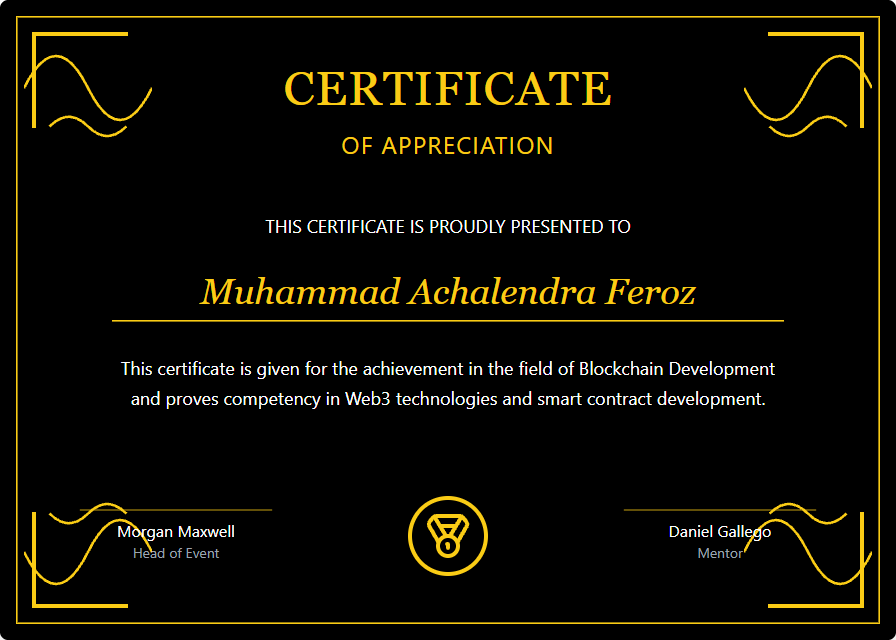 CERTIFICATE
OF APPRECIATION
THIS CERTIFICATE IS PROUDLY PRESENTED TO
Muhammad Achalendra Feroz
This certificate is given for the achievement in the field of Blockchain Development
and proves competency in Web3 technologies and smart contract development.
Morgan Maxwell
Head of Event
Daniel Gallego
Mentor